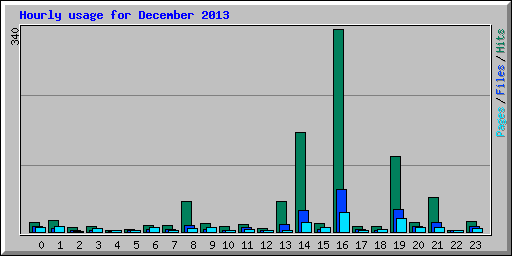 Hourly usage for December 2013
340
Pages/Files/Hits
0 1 2 3 4 5 6 7 8 9 10 11 12 13 14 15 16 17 18 19 20 21 22 23